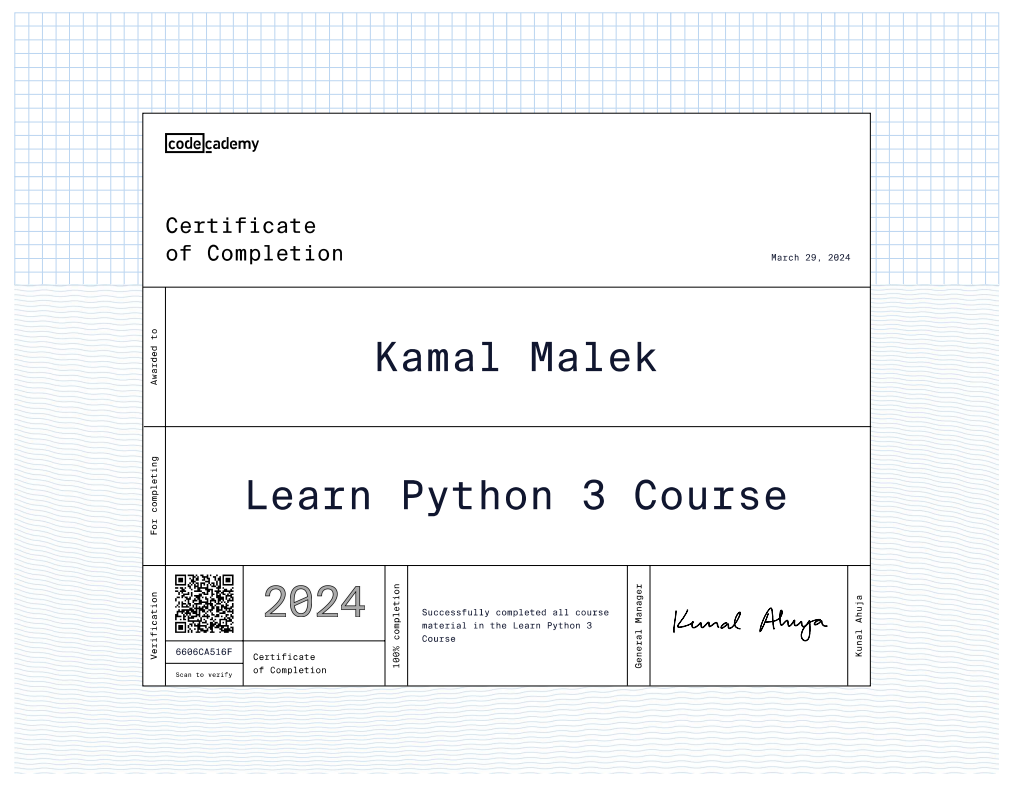 codecademy
Certificate
of Completion
March 29, 2024
Awarded to
Kamal Malek
For completing
Learn Python 3 Course
Verification
6606CA516F
Scan to verify
2024
Certificate
of Completion
100% completion
Successfully completed all course
material in the Learn Python 3
Course
General Manager
Kunal Ahuja
Kunal Ahuja